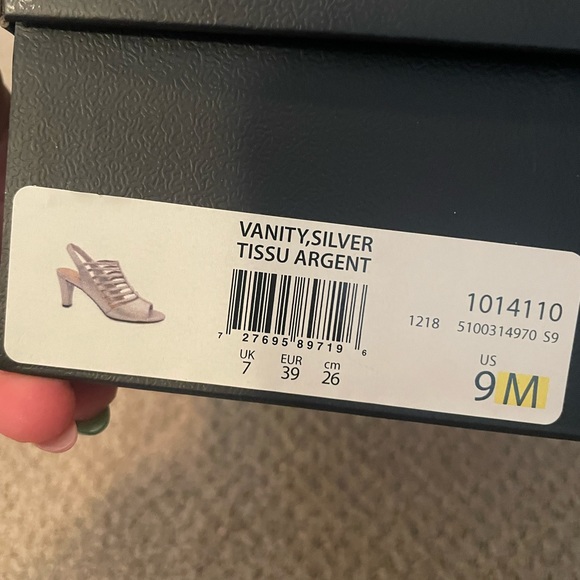 VANITY,SILVER
TISSU ARGENT
7 27695 89719 6
UK EUR cm
7 39 26
1014110
1218 5100314970 S9
US
9 M